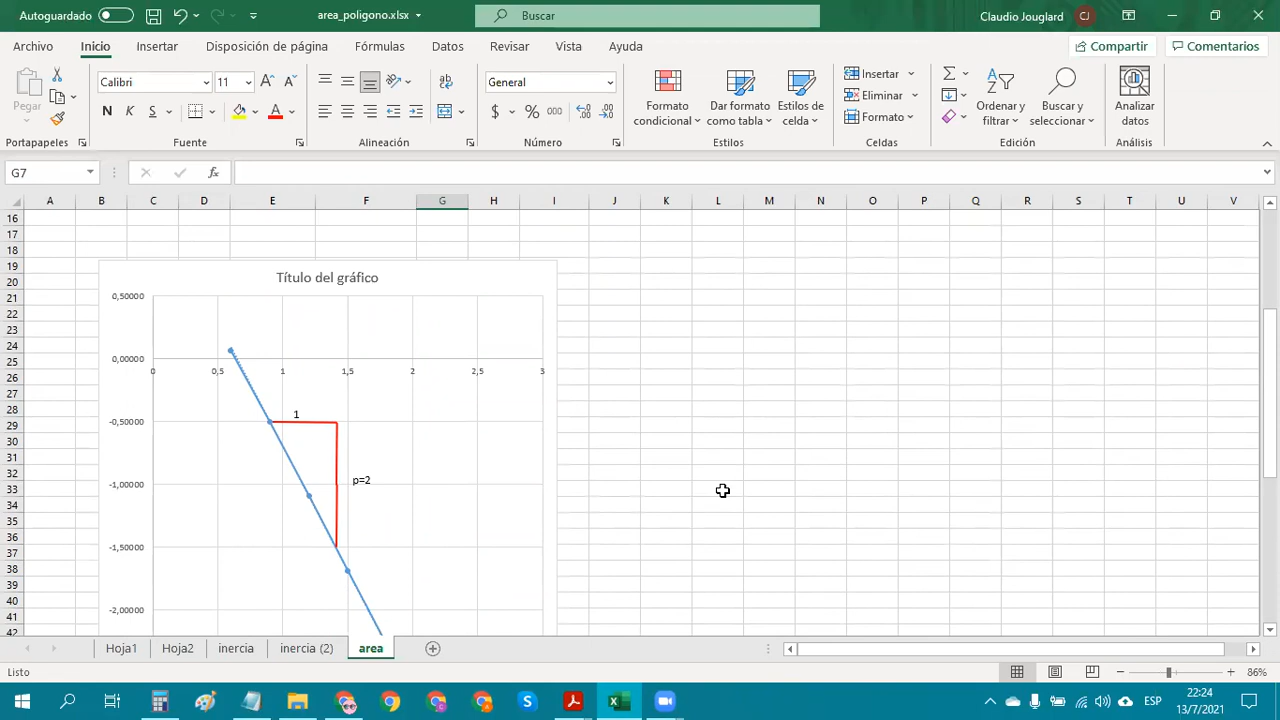 Autoguardado
area_poligono.xlsx
Buscar
Claudio Jouglard
CJ
Archivo
Inicio
Insertar
Disposición de página
Fórmulas
Datos
Revisar
Vista
Ayuda
Compartir
Comentarios
Pegar
Calibri
11
N
K
S
A
General
$ % 000
Formato condicional
Dar formato como tabla
Estilos de celda
Insertar
Eliminar
Formato
Ordenar y filtrar
Buscar y seleccionar
Analizar datos
Portapapeles
Fuente
Alineación
Número
Estilos
Celdas
Edición
Análisis
G7
fx
A B C D E F G H I J K L M N O P Q R S T U V
16
17
18
19
20
21
22
23
24
25
26
27
28
29
30
31
32
33
34
35
36
37
38
39
40
41
42
Título del gráfico
0,50000
0,00000
0 0,5 1 1,5 2 2,5 3
-0,50000
1
p=2
-1,00000
-1,50000
-2,00000
Hoja1
Hoja2
inercia
inercia (2)
area
Listo
86%
ESP
22:24
13/7/2021